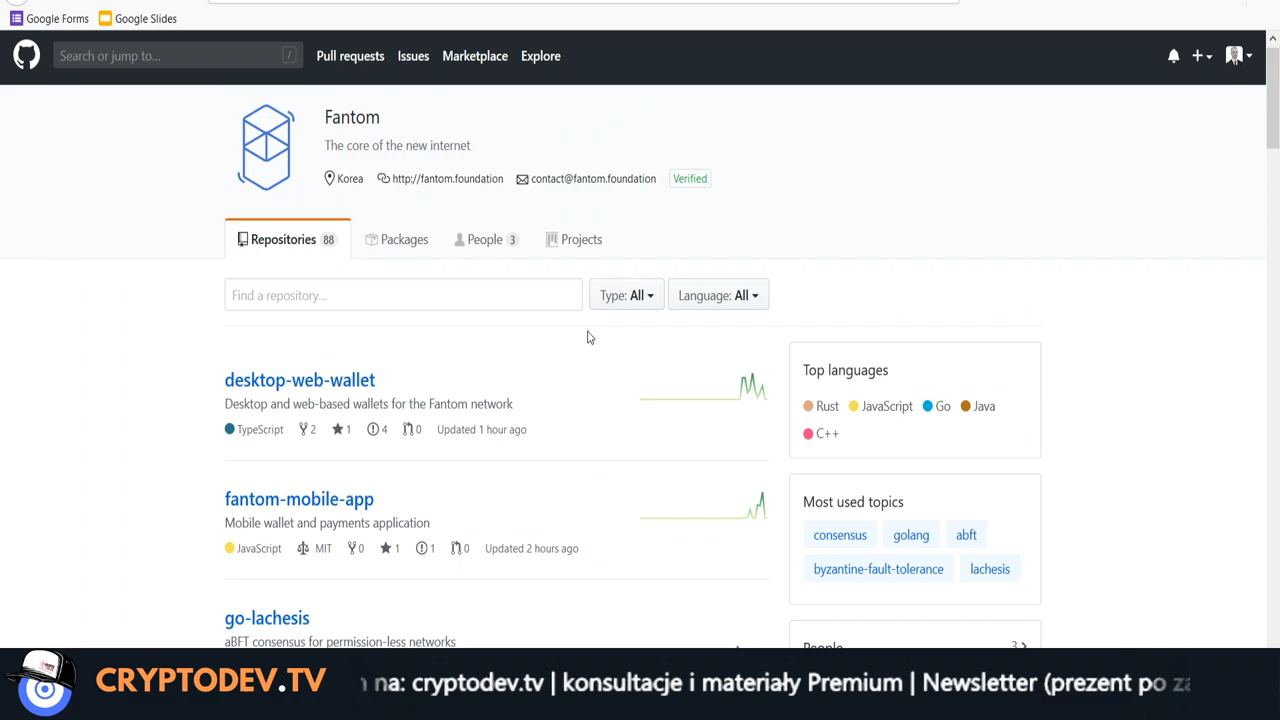 Google Forms Google Slides
Search or jump to... / Pull requests Issues Marketplace Explore
Fantom
The core of the new internet
Korea http://fantom.foundation contact@fantom.foundation Verified
Repositories 88 Packages People 3 Projects
Find a repository... Type: All Language: All
desktop-web-wallet
Desktop and web-based wallets for the Fantom network
TypeScript 2 1 4 0 Updated 1 hour ago
Top languages
Rust JavaScript Go Java
C++
fantom-mobile-app
Mobile wallet and payments application
JavaScript MIT 0 1 1 0 Updated 2 hours ago
Most used topics
consensus golang abft
byzantine-fault-tolerance lachesis
go-lachesis
aBFT consensus for permission-less networks
People 3
CRYPTODEV.TV na: cryptodev.tv | konsultacje i materiały Premium | Newsletter (prezent po